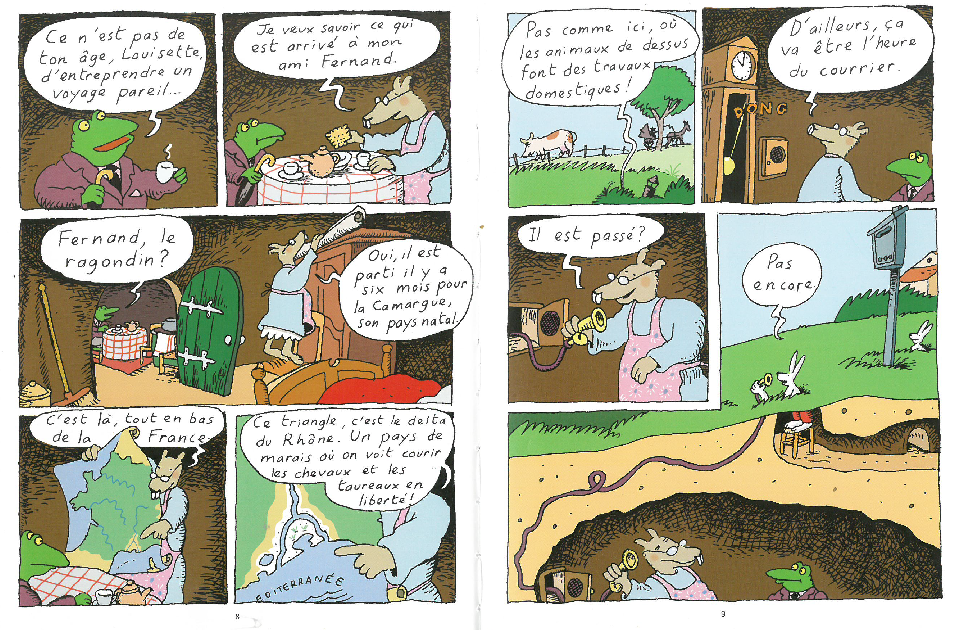 Ce n'est pas de
ton âge, Louisette,
d'entreprendre un
voyage pareil...
Je veux savoir ce qui
est arrivé à mon
ami Fernand.
Fernand, le
ragondin?
Oui, il est
parti il y a
six mois pour
la Camargue,
son pays natal.
C'est là, tout en bas
de la France
Ce triangle, c'est le delta
du Rhône. Un pays de
marais où on voit courir
les chevaux et les
taureaux en
liberté!
EDITERRANÉE
8
Pas comme ici, où
les animaux de dessus
font des travaux
domestiques!
D'ailleurs, ça
va être l'heure
du courrier.
DONG
Il est passé?
Pas
encore
9